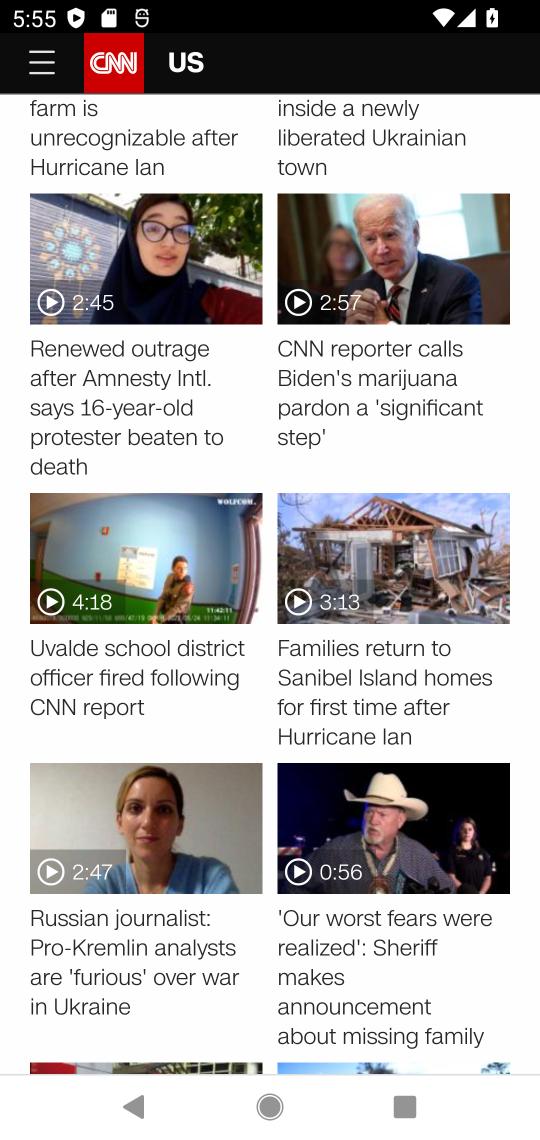 5:55
CNN US
farm is
unrecognizable after
Hurricane Ian
inside a newly
liberated Ukrainian
town
2:45
Renewed outrage
after Amnesty Intl.
says 16-year-old
protester beaten to
death
2:57
CNN reporter calls
Biden's marijuana
pardon a 'significant
step'
WOLFCOM.
4:18
11:42:11
Uvalde school district
officer fired following
CNN report
3:13
Families return to
Sanibel Island homes
for first time after
Hurricane Ian
2:47
Russian journalist:
Pro-Kremlin analysts
are 'furious' over war
in Ukraine
0:56
'Our worst fears were
realized': Sheriff
makes
announcement
about missing family